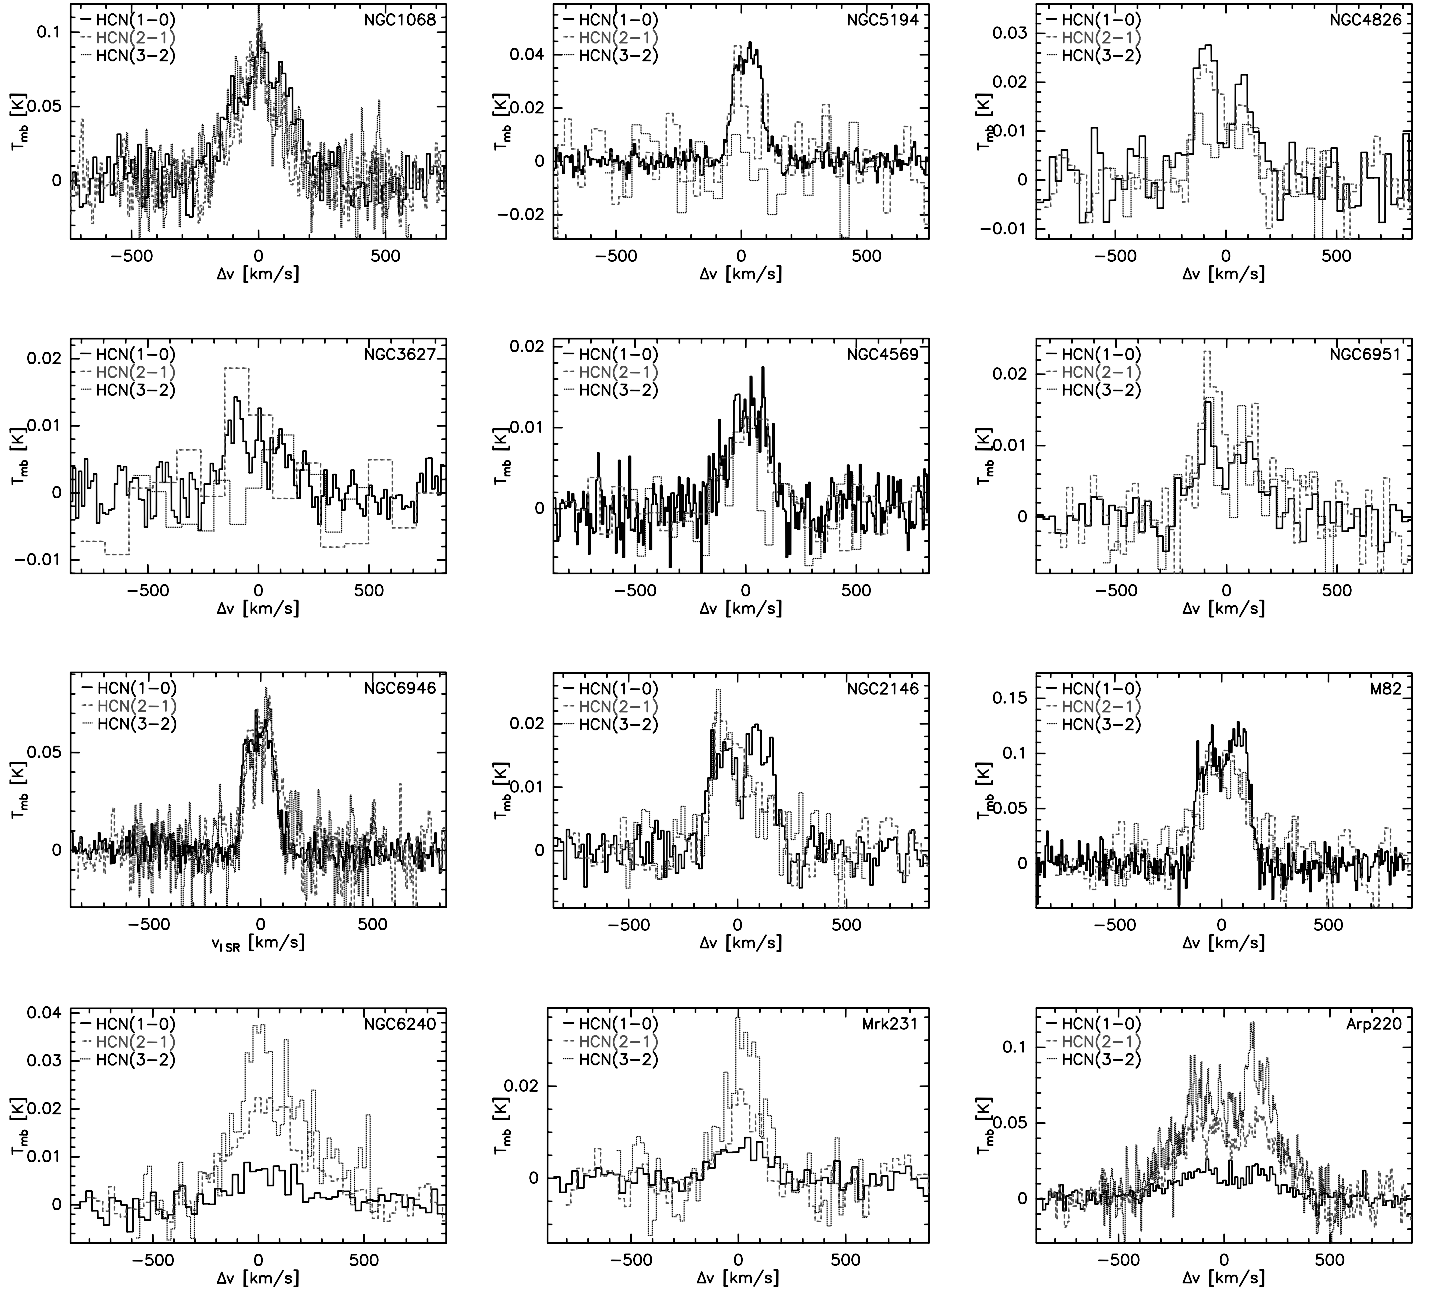 HCN(1-0) NGC1068
HCN(2-1)
HCN(3-2)
0.1
0.05
0
Tmb [K]
-500 0 500
Δv [km/s]
HCN(1-0) NGC5194
HCN(2-1)
HCN(3-2)
0.04
0.02
0
-0.02
Tmb [K]
-500 0 500
Δv [km/s]
HCN(1-0) NGC4826
HCN(2-1)
HCN(3-2)
0.03
0.02
0.01
0
-0.01
Tmb [K]
-500 0 500
Δv [km/s]
HCN(1-0) NGC3627
HCN(2-1)
HCN(3-2)
0.02
0.01
0
-0.01
Tmb [K]
-500 0 500
Δv [km/s]
HCN(1-0) NGC4569
HCN(2-1)
HCN(3-2)
0.02
0.01
0
Tmb [K]
-500 0 500
Δv [km/s]
HCN(1-0) NGC6951
HCN(2-1)
HCN(3-2)
0.02
0.01
0
Tmb [K]
-500 0 500
Δv [km/s]
HCN(1-0) NGC6946
HCN(2-1)
HCN(3-2)
0.05
0
Tmb [K]
-500 0 500
vLSR [km/s]
HCN(1-0) NGC2146
HCN(2-1)
HCN(3-2)
0.02
0.01
0
Tmb [K]
-500 0 500
Δv [km/s]
HCN(1-0) M82
HCN(2-1)
HCN(3-2)
0.15
0.1
0.05
0
Tmb [K]
-500 0 500
Δv [km/s]
HCN(1-0) NGC6240
HCN(2-1)
HCN(3-2)
0.04
0.03
0.02
0.01
0
Tmb [K]
-500 0 500
Δv [km/s]
HCN(1-0) Mrk231
HCN(2-1)
HCN(3-2)
0.02
0
Tmb [K]
-500 0 500
Δv [km/s]
HCN(1-0) Arp220
HCN(2-1)
HCN(3-2)
0.1
0.05
0
Tmb [K]
-500 0 500
Δv [km/s]